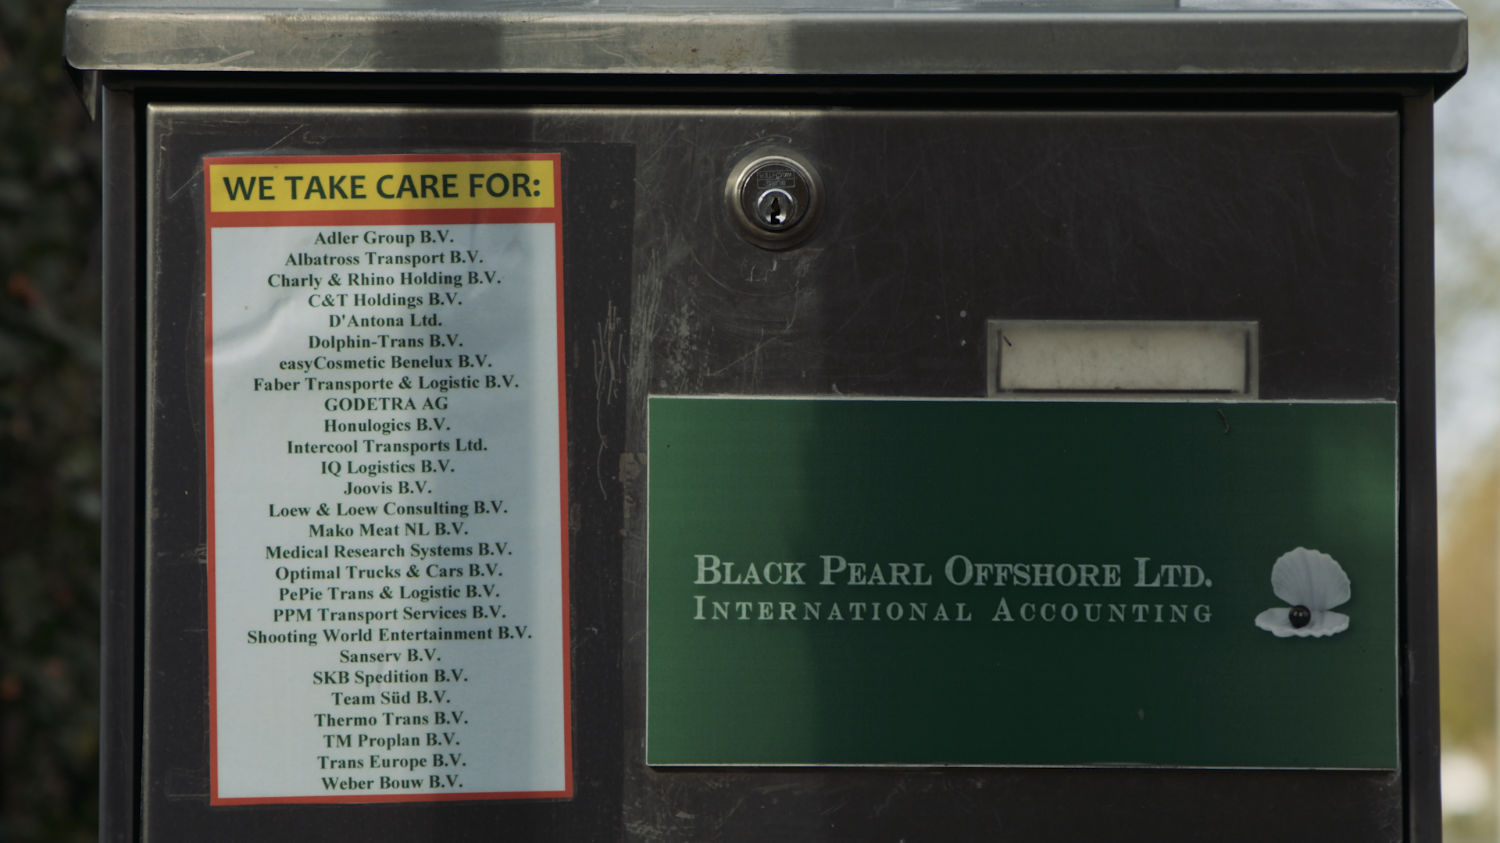 WE TAKE CARE FOR:
Adler Group B.V.
Albatross Transport B.V.
Charly & Rhino Holding B.V.
C&T Holdings B.V.
D'Antona Ltd.
Dolphin-Trans B.V.
easyCosmetic Benelux B.V.
Faber Transporte & Logistic B.V.
GODETRA AG
Honulogics B.V.
Intercool Transports Ltd.
IQ Logistics B.V.
Joovis B.V.
Loew & Loew Consulting B.V.
Mako Meat NL B.V.
Medical Research Systems B.V.
Optimal Trucks & Cars B.V.
PePie Trans & Logistic B.V.
PPM Transport Services B.V.
Shooting World Entertainment B.V.
Sanserv B.V.
SKB Spedition B.V.
Team Süd B.V.
Thermo Trans B.V.
TM Proplan B.V.
Trans Europe B.V.
Weber Bouw B.V.
BLACK PEARL OFFSHORE LTD.
INTERNATIONAL ACCOUNTING